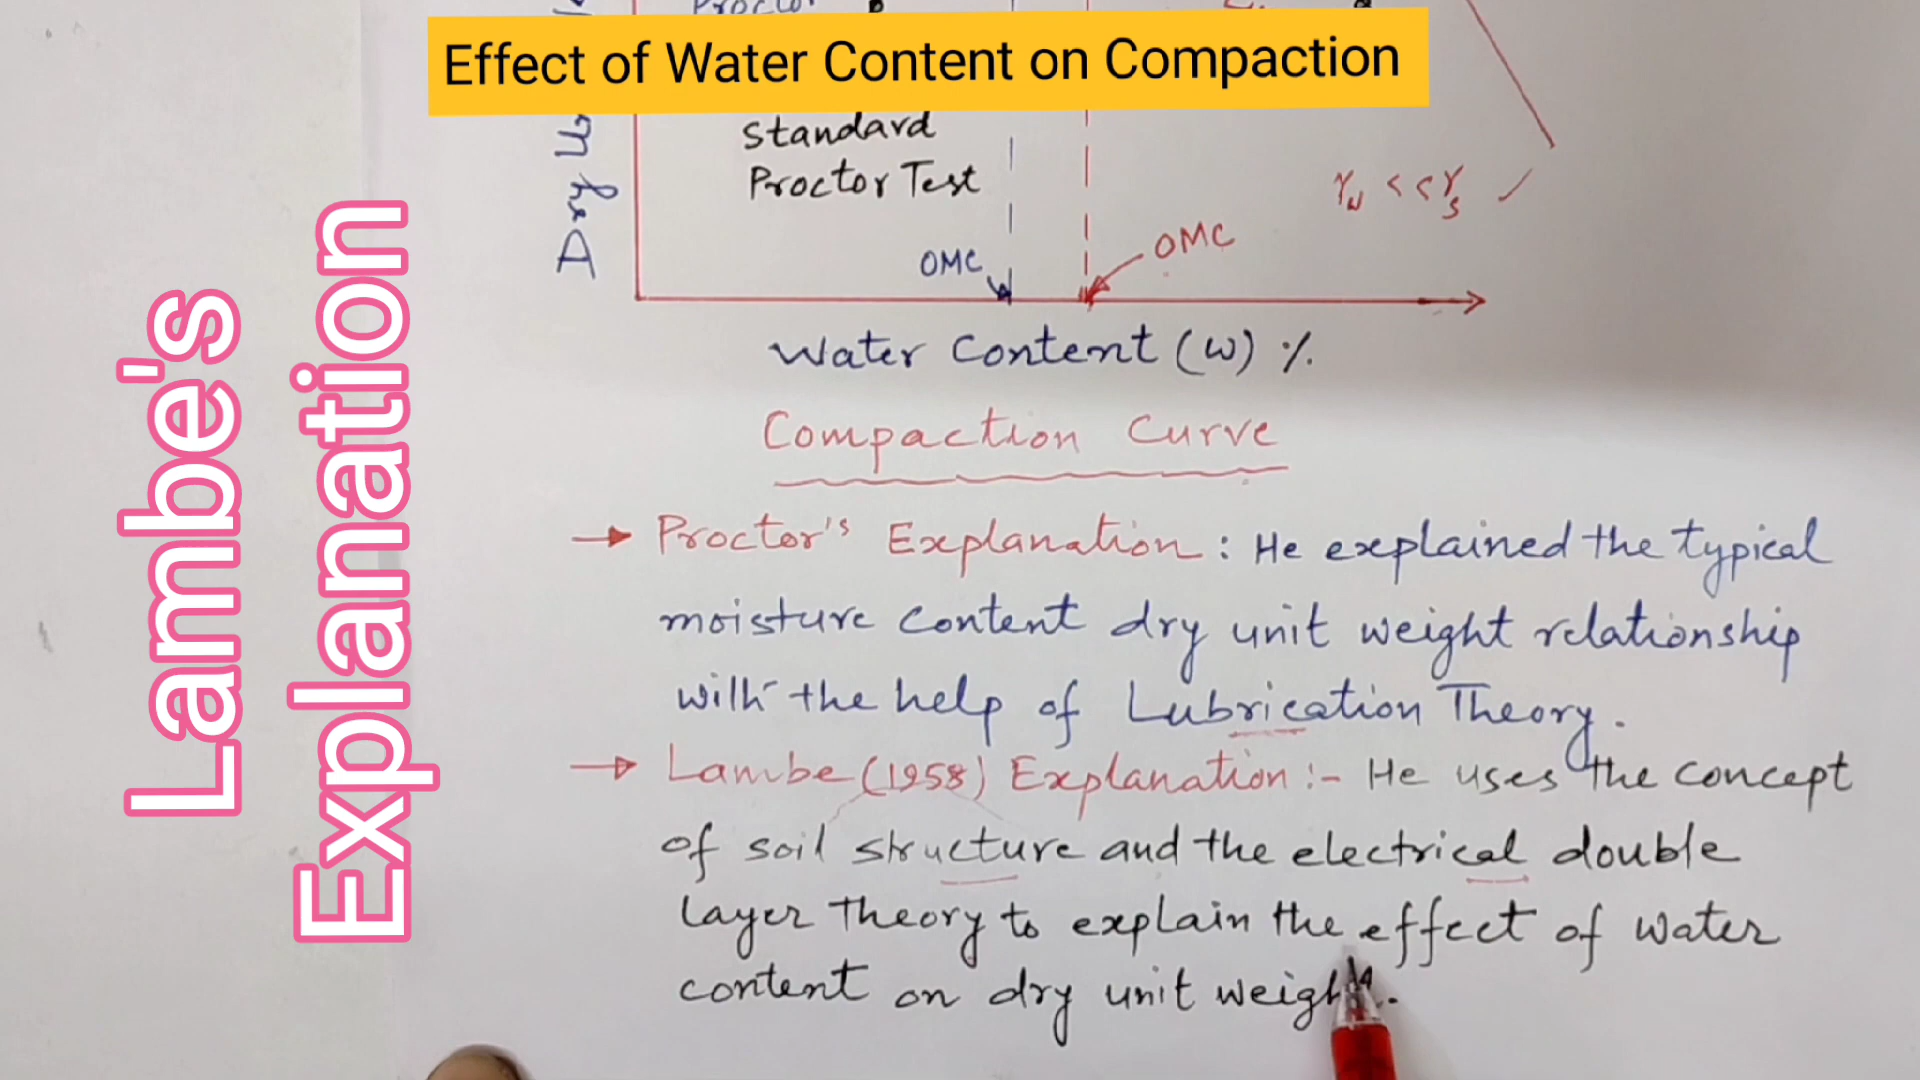 Effect of Water Content on Compaction
Standard
Proctor Test
Dry
γw << γs
OMC
OMC
Water Content (w) %
Compaction Curve
Lambe's
Explanation
→ Proctor's Explanation : He explained the typical
moisture content dry unit weight relationship
with the help of Lubrication Theory.
→ Lambe (1958) Explanation :- He uses the concept
of soil structure and the electrical double
layer theory to explain the effect of water
content on dry unit weight.